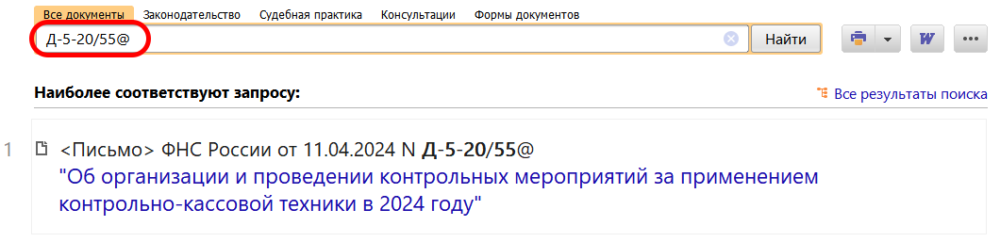 Все документы Законодательство Судебная практика Консультации Формы документов
Д-5-20/55@ Найти W
Наиболее соответствуют запросу: Все результаты поиска
1 <Письмо> ФНС России от 11.04.2024 N Д-5-20/55@
"Об организации и проведении контрольных мероприятий за применением
контрольно-кассовой техники в 2024 году"